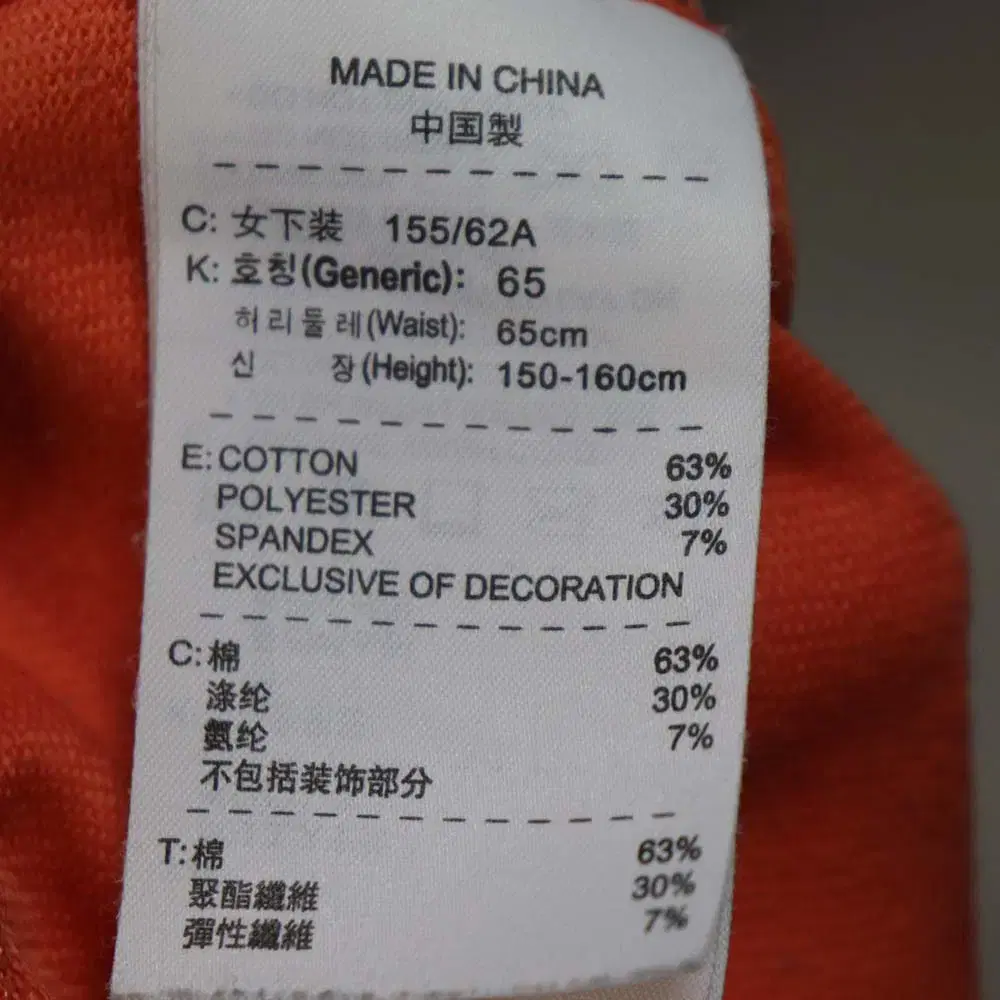 MADE IN CHINA
中国製
C: 女下装 155/62A
K: 호칭(Generic): 65
허리둘레(Waist): 65cm
신 장(Height): 150-160cm
E: COTTON 63%
POLYESTER 30%
SPANDEX 7%
EXCLUSIVE OF DECORATION
C: 棉 63%
涤纶 30%
氨纶 7%
不包括装饰部分
T: 棉 63%
聚酯纖維 30%
彈性纖維 7%